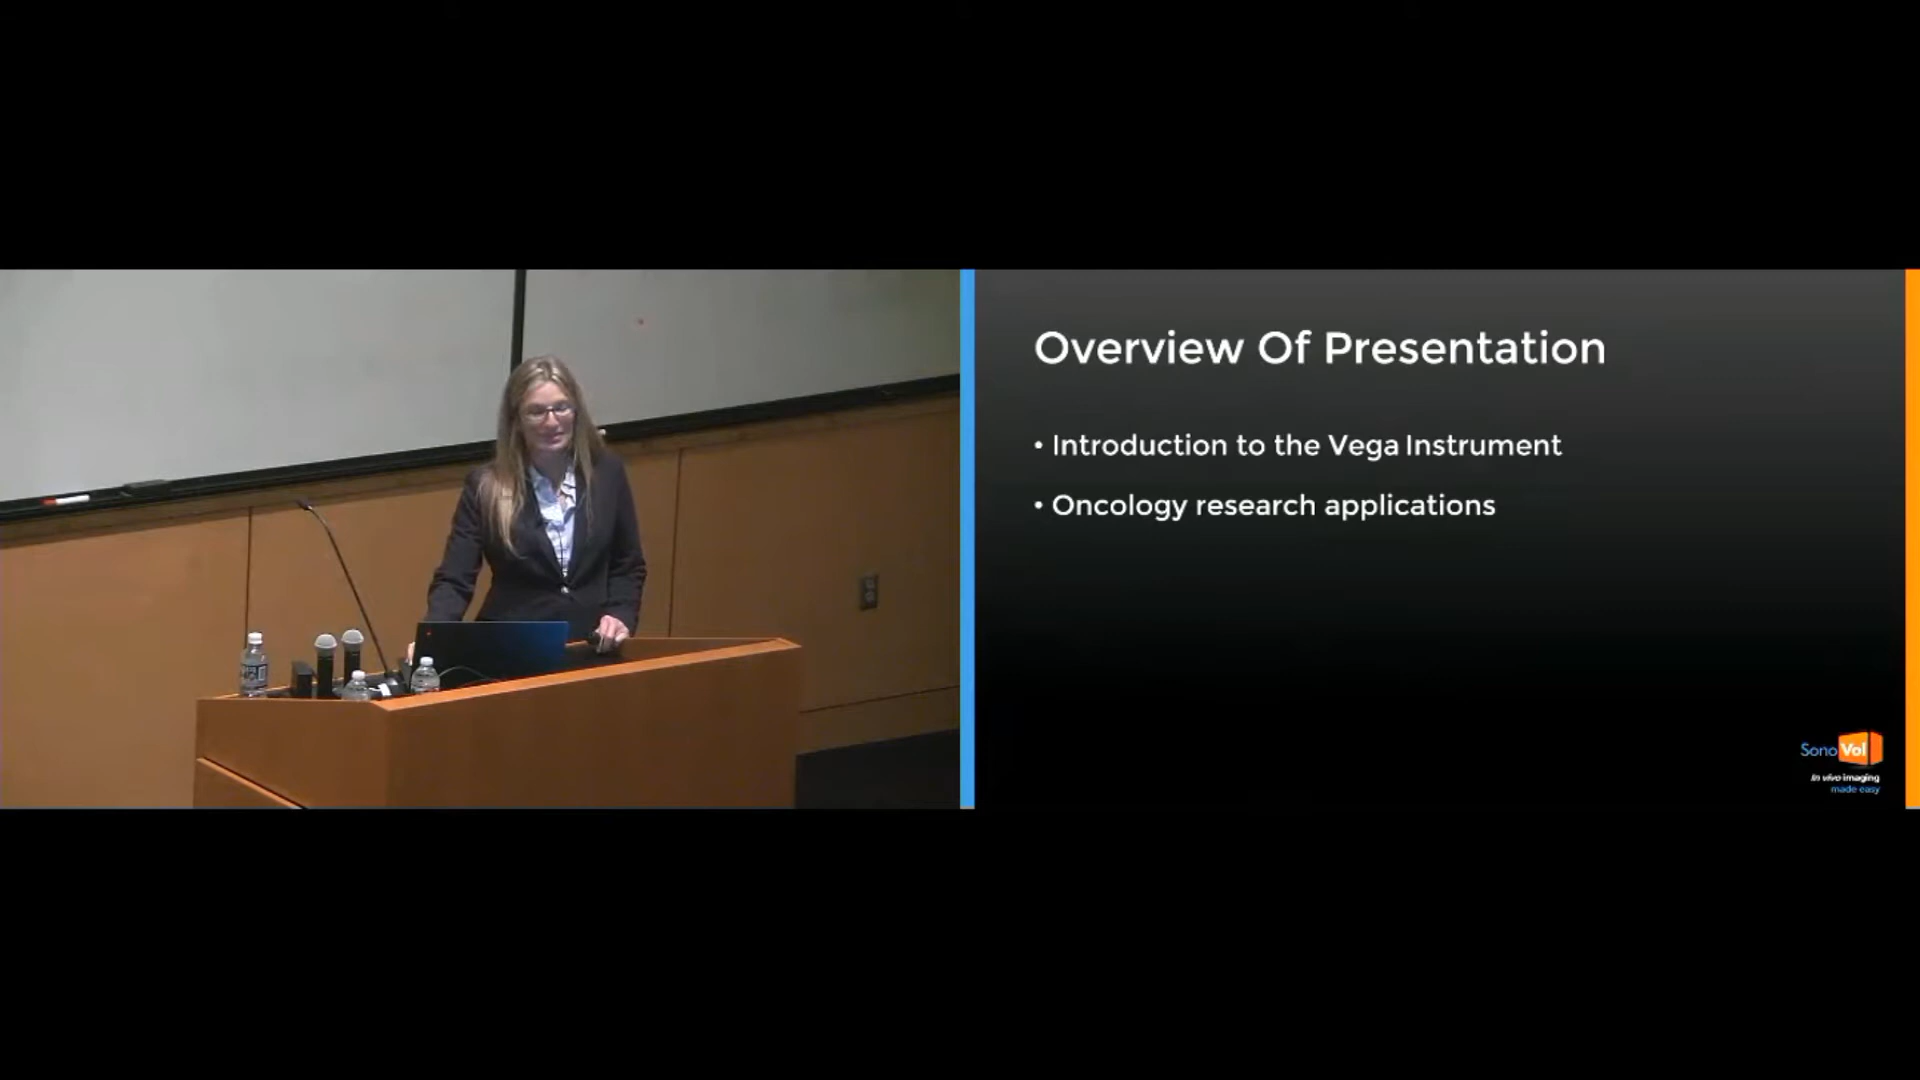 Overview Of Presentation
• Introduction to the Vega Instrument
• Oncology research applications
SonoVol
In vivo imaging
made easy